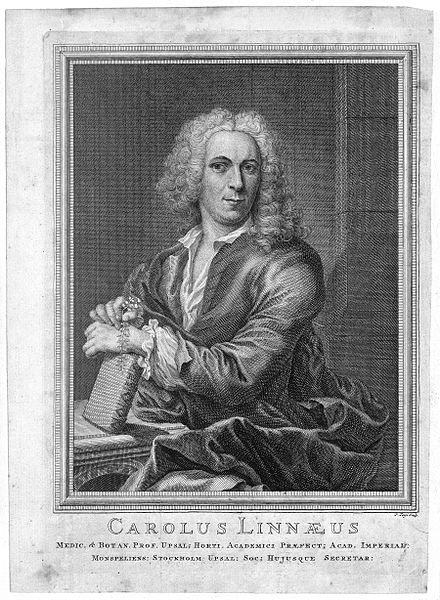 CAROLUS LINNÆUS
MEDIC. & BOTAN. PROF. UPSAL; HORTI ACADEMICI PRÆFECT; ACAD. IMPERIAL:
MONSPELIENS: STOCKHOLM: UPSAL: SOC; HUJUSQUE SECRETAR: